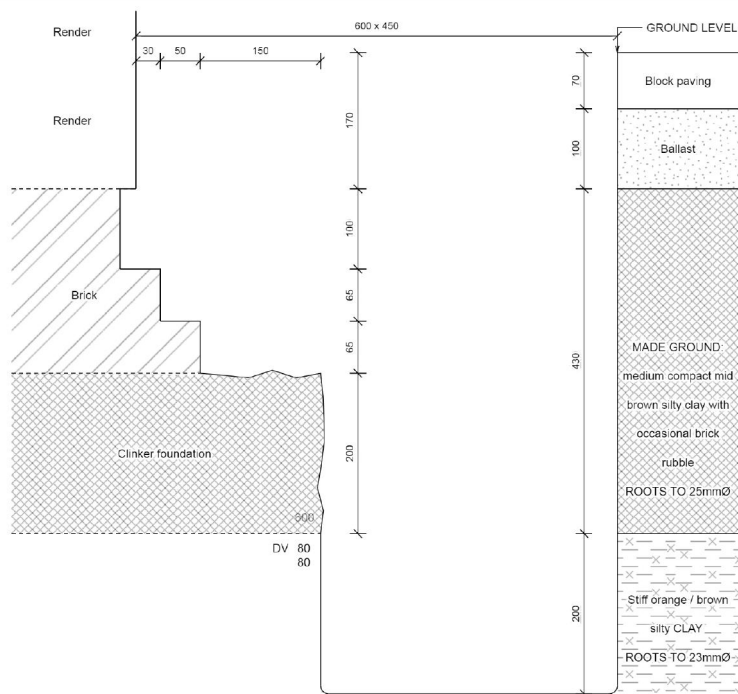 600 x 450
GROUND LEVEL
Render
30
50
150
70
Block paving
Render
170
100
Ballast
100
Brick
65
65
430
MADE GROUND:
medium compact mid
brown silty clay with
occasional brick
rubble
ROOTS TO 25mmØ
Clinker foundation
200
600
DV 80
80
200
Stiff orange / brown
silty CLAY
ROOTS TO 23mmØ